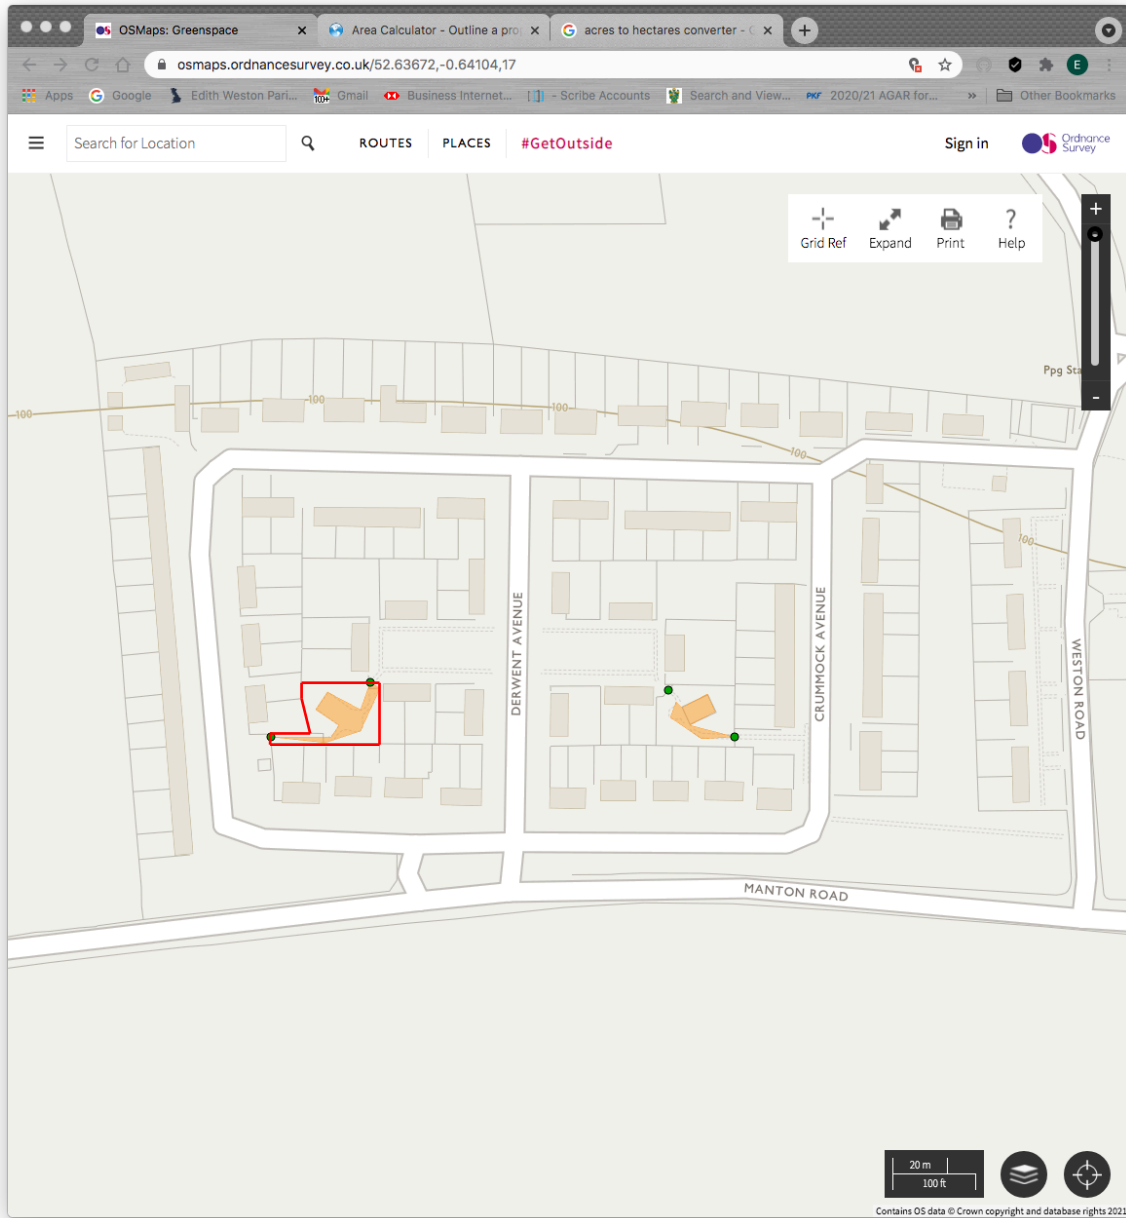 OSMaps: Greenspace
Area Calculator - Outline a pro
acres to hectares converter -
osmaps.ordnancesurvey.co.uk/52.63672,-0.64104,17
E
Apps
Google
Edith Weston Pari...
100+
Gmail
Business Internet...
- Scribe Accounts
Search and View...
PKF
2020/21 AGAR for...
»
Other Bookmarks
Search for Location
ROUTES
PLACES
#GetOutside
Sign in
OS
Ordnance
Survey
Grid Ref
Expand
Print
? Help
+
-
Ppg Sta
100
100
100
100
100
DERWENT AVENUE
CRUMMOCK AVENUE
WESTON ROAD
MANTON ROAD
20 m
100 ft
Contains OS data © Crown copyright and database rights 2021